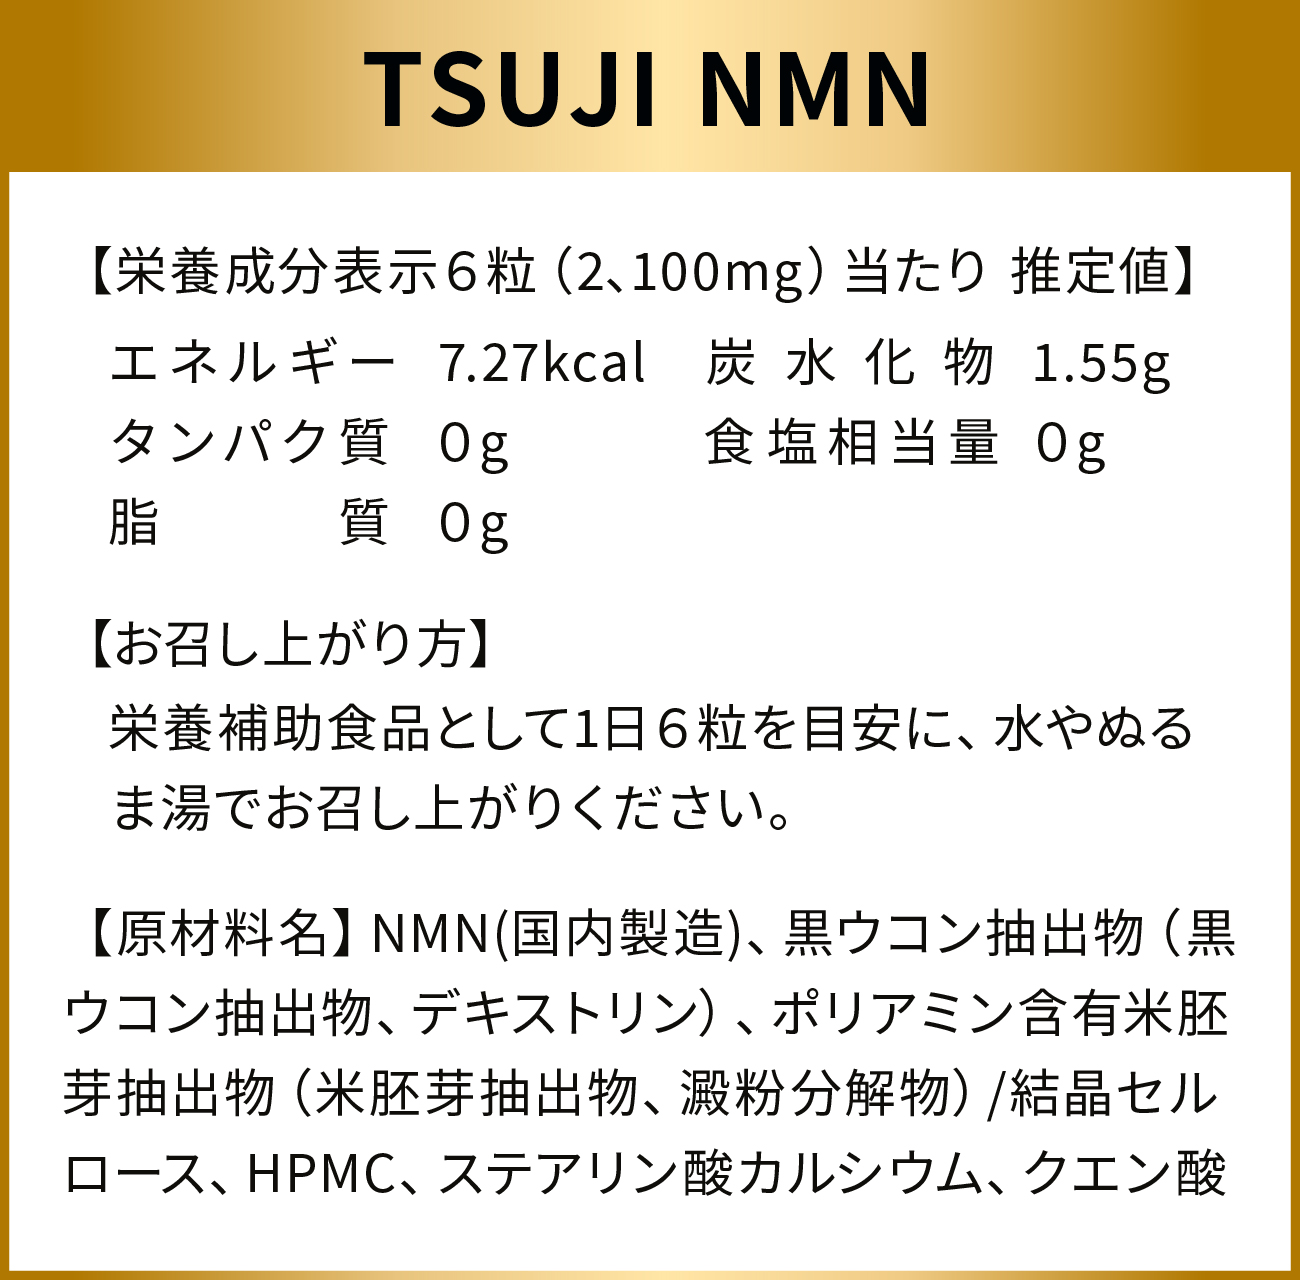 TSUJI NMN
【栄養成分表示６粒（2、100mg）当たり 推定値】
エネルギー 7.27kcal 炭水化物 1.55g
タンパク質 ０g 食塩相当量 ０g
脂質 ０g
【お召し上がり方】
栄養補助食品として1日６粒を目安に、水やぬる
ま湯でお召し上がりください。
【原材料名】NMN(国内製造)、黒ウコン抽出物（黒
ウコン抽出物、デキストリン）、ポリアミン含有米胚
芽抽出物（米胚芽抽出物、澱粉分解物）/結晶セル
ロース、HPMC、ステアリン酸カルシウム、クエン酸